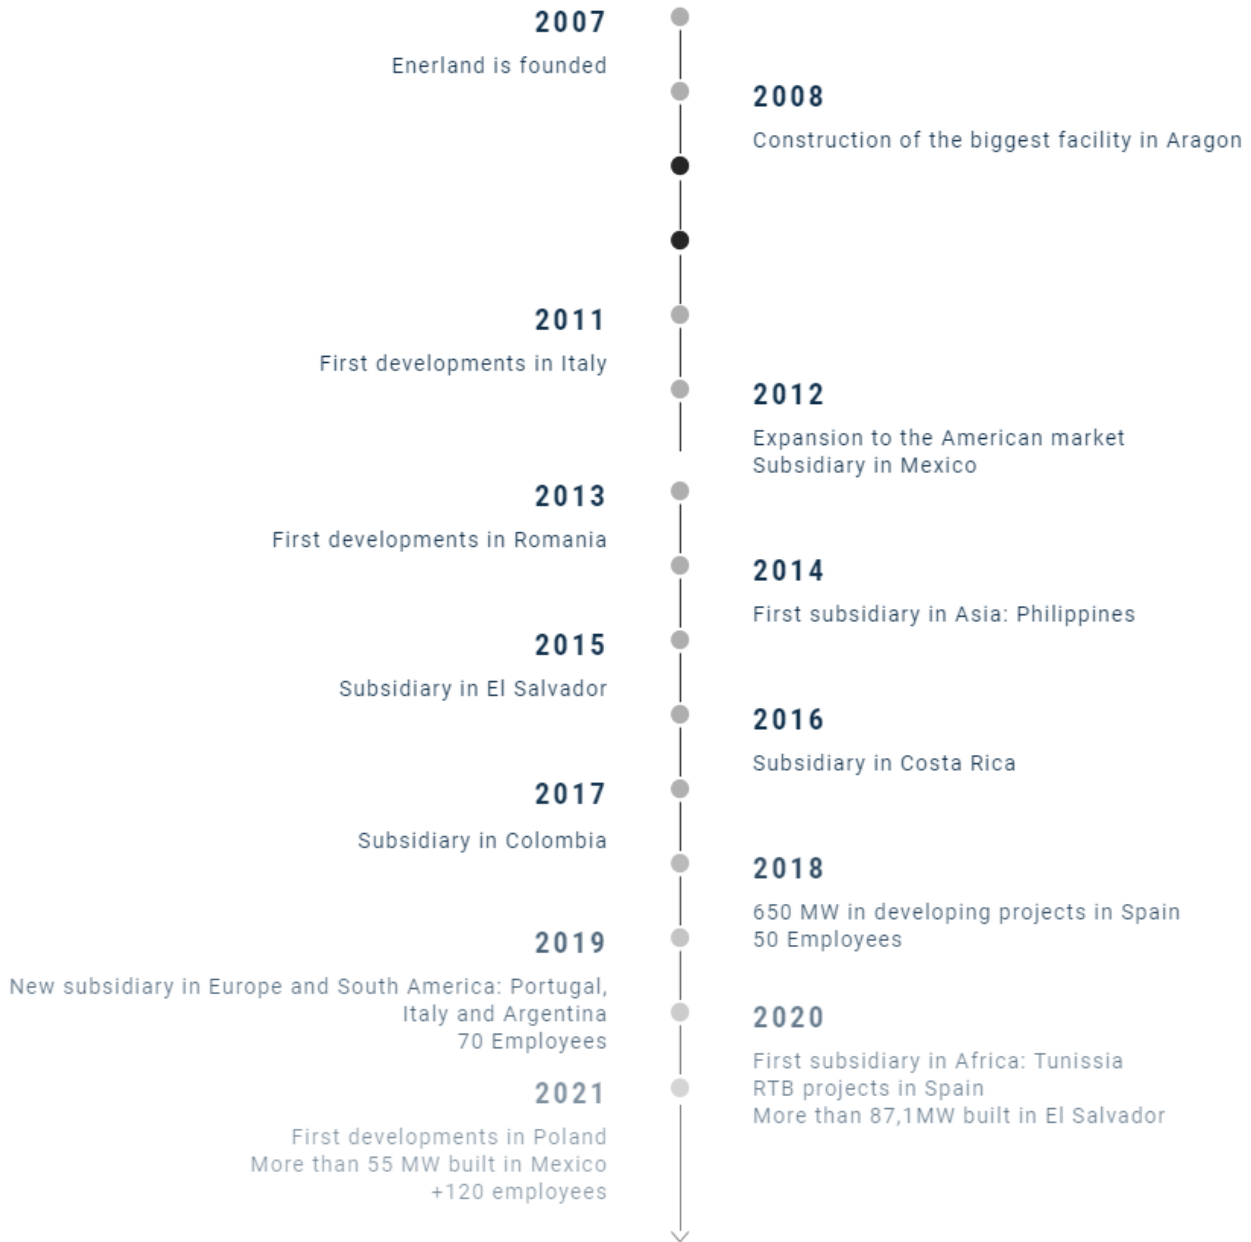 2007
Enerland is founded
2008
Construction of the biggest facility in Aragon
2011
First developments in Italy
2012
Expansion to the American market
Subsidiary in Mexico
2013
First developments in Romania
2014
First subsidiary in Asia: Philippines
2015
Subsidiary in El Salvador
2016
Subsidiary in Costa Rica
2017
Subsidiary in Colombia
2018
650 MW in developing projects in Spain
50 Employees
2019
New subsidiary in Europe and South America: Portugal,
Italy and Argentina
70 Employees
2020
First subsidiary in Africa: Tunissia
RTB projects in Spain
More than 87,1MW built in El Salvador
2021
First developments in Poland
More than 55 MW built in Mexico
+120 employees